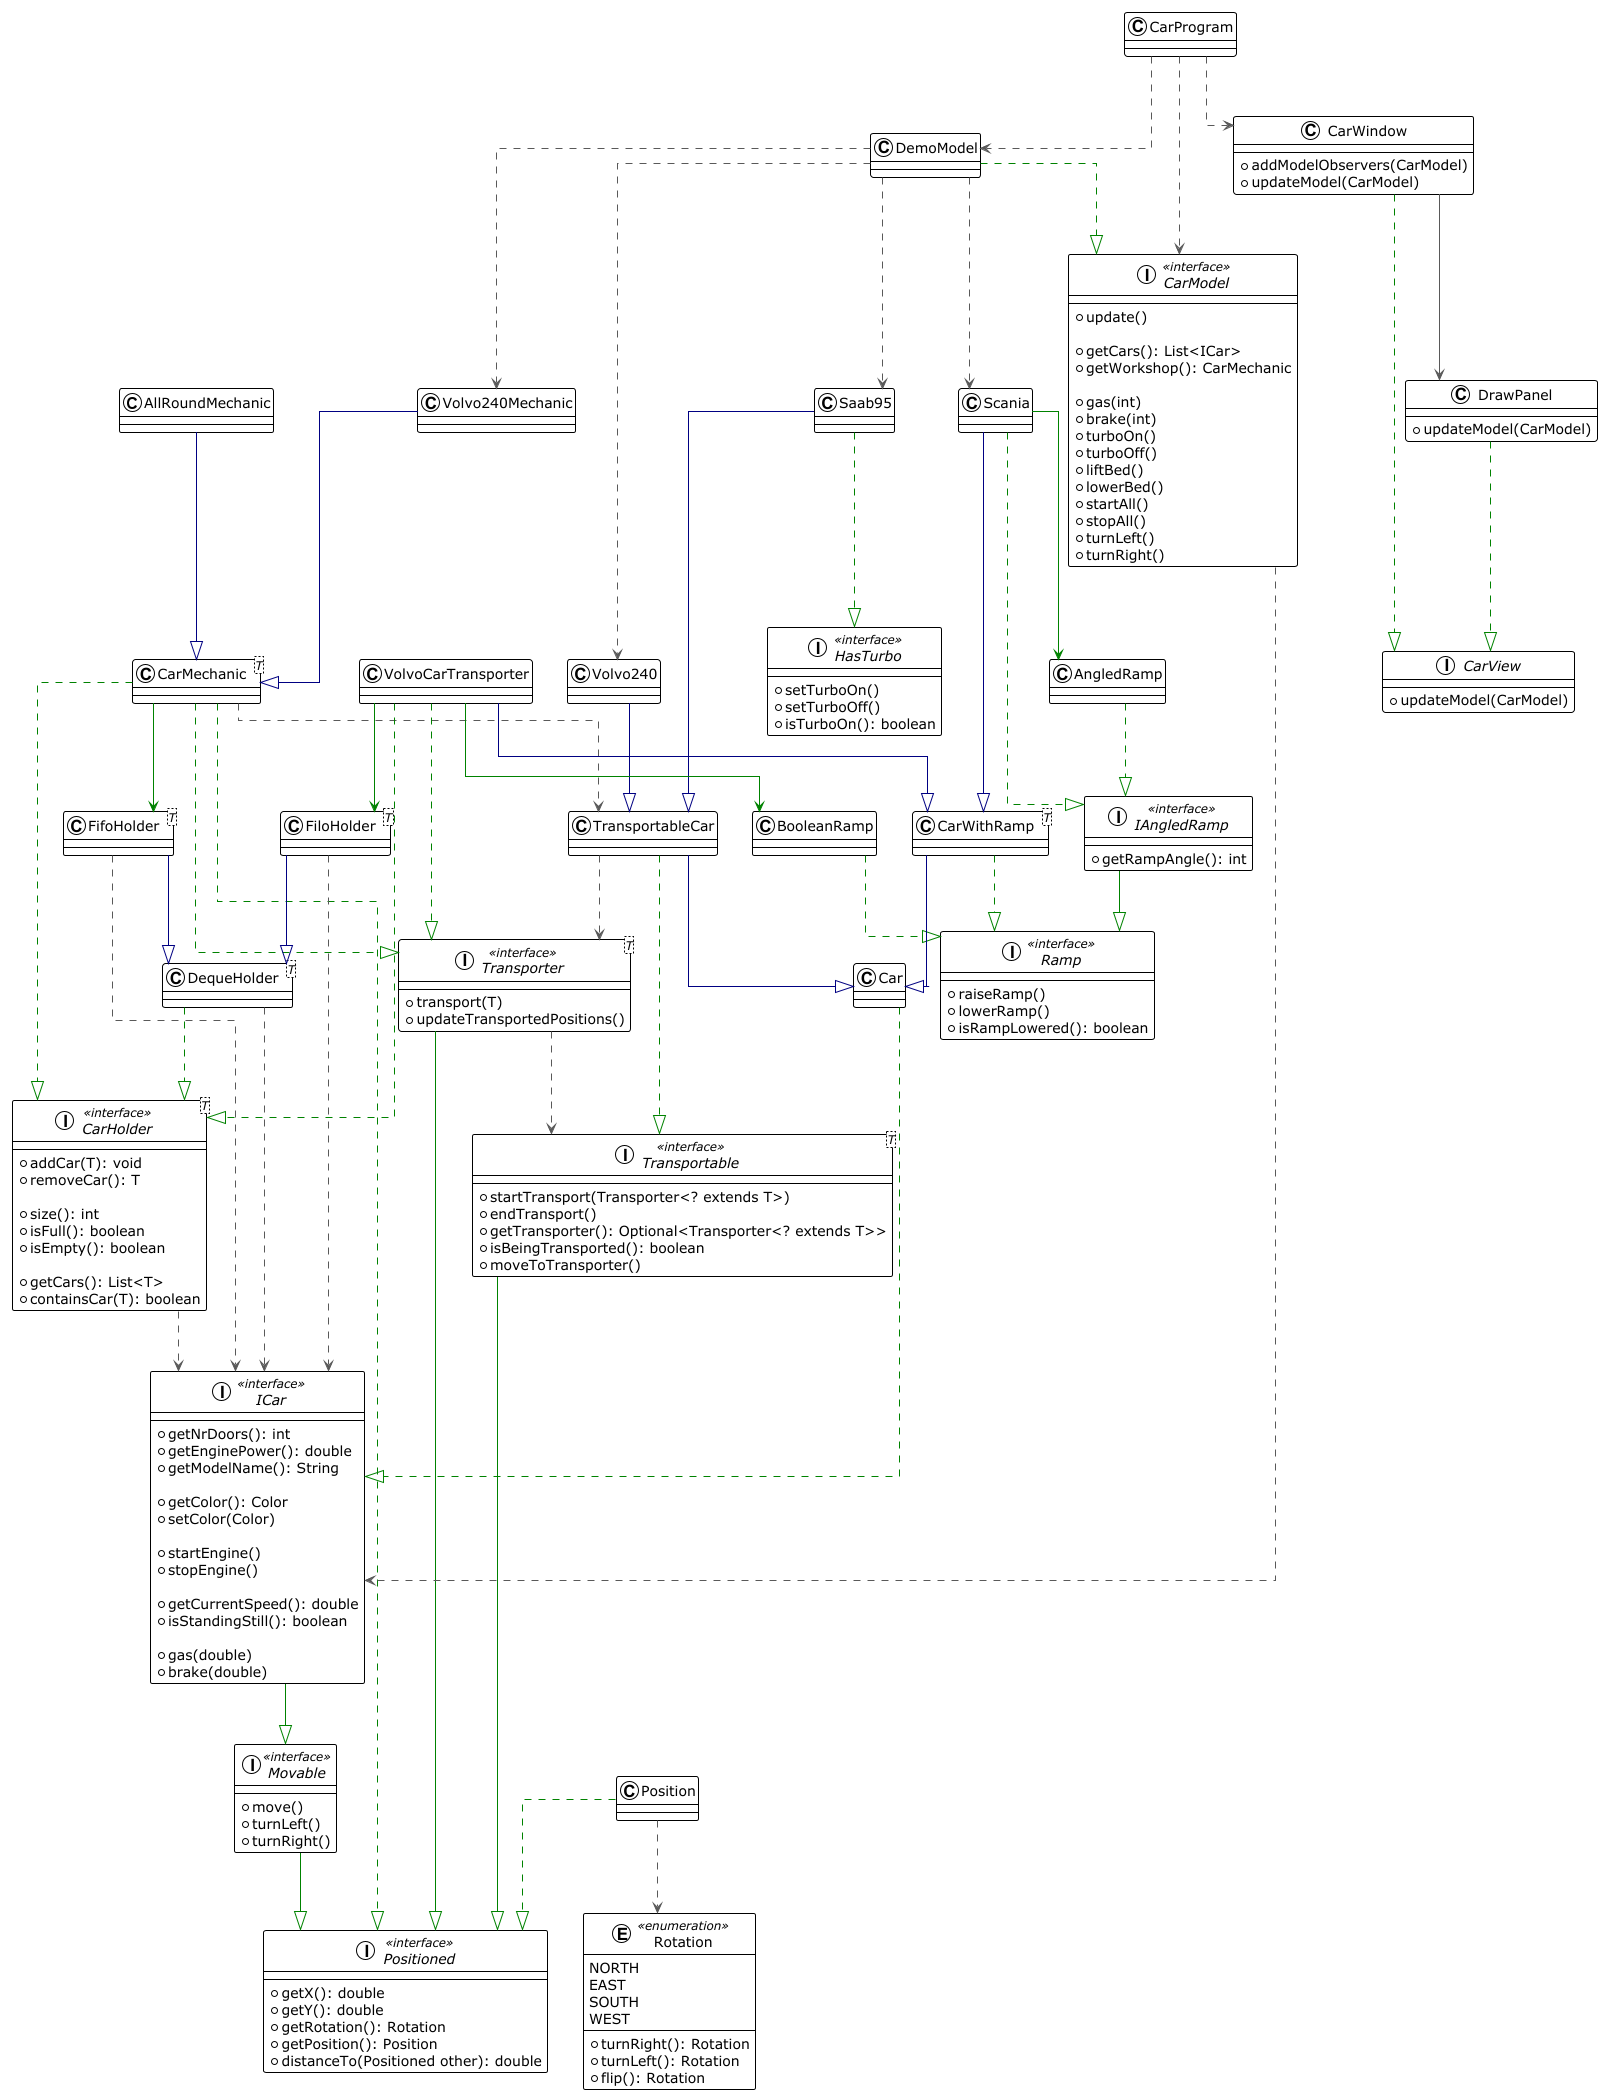 C CarProgram
C CarWindow
addModelObservers(CarModel)
updateModel(CarModel)
C DemoModel
I «interface»
CarModel
update()
getCars(): List<ICar>
getWorkshop(): CarMechanic
gas(int)
brake(int)
turboOn()
turboOff()
liftBed()
lowerBed()
startAll()
stopAll()
turnLeft()
turnRight()
C AllRoundMechanic
C Volvo240Mechanic
C Saab95
C Scania
C DrawPanel
updateModel(CarModel)
C CarMechanic T
C VolvoCarTransporter
C Volvo240
I «interface»
HasTurbo
setTurboOn()
setTurboOff()
isTurboOn(): boolean
C AngledRamp
I CarView
updateModel(CarModel)
C FifoHolder T
C FiloHolder T
C TransportableCar
C BooleanRamp
C CarWithRamp T
I «interface»
IAngledRamp
getRampAngle(): int
C DequeHolder T
I «interface» T
Transporter
transport(T)
updateTransportedPositions()
C Car
I «interface»
Ramp
raiseRamp()
lowerRamp()
isRampLowered(): boolean
I «interface» T
CarHolder
addCar(T): void
removeCar(): T
size(): int
isFull(): boolean
isEmpty(): boolean
getCars(): List<T>
containsCar(T): boolean
I «interface» T
Transportable
startTransport(Transporter<? extends T>)
endTransport()
getTransporter(): Optional<Transporter<? extends T>>
isBeingTransported(): boolean
moveToTransporter()
I «interface»
ICar
getNrDoors(): int
getEnginePower(): double
getModelName(): String
getColor(): Color
setColor(Color)
startEngine()
stopEngine()
getCurrentSpeed(): double
isStandingStill(): boolean
gas(double)
brake(double)
I «interface»
Movable
move()
turnLeft()
turnRight()
C Position
I «interface»
Positioned
getX(): double
getY(): double
getRotation(): Rotation
getPosition(): Position
distanceTo(Positioned other): double
E «enumeration»
Rotation
NORTH
EAST
SOUTH
WEST
turnRight(): Rotation
turnLeft(): Rotation
flip(): Rotation